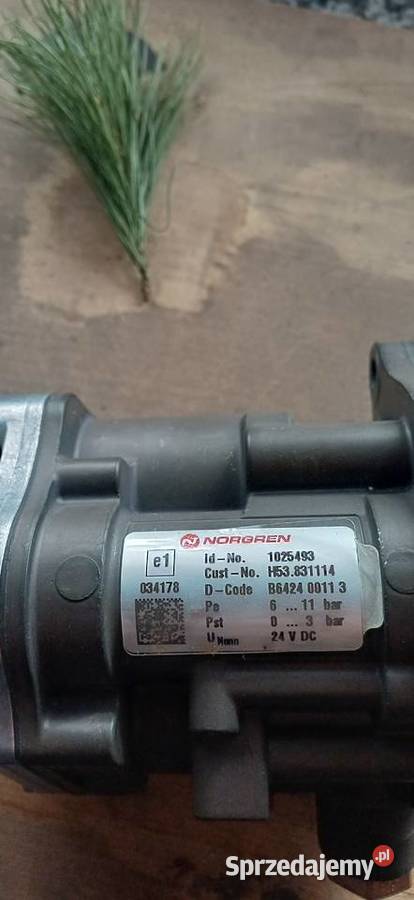 NORGREN
e1
034178
Id-No. 1025493
Cust-No. H53.831114
D-Code B6424 0011 3
Pe 6 ... 11 bar
Pst 0 ... 3 bar
U Nenn 24 V DC
Sprzedajemy.pl